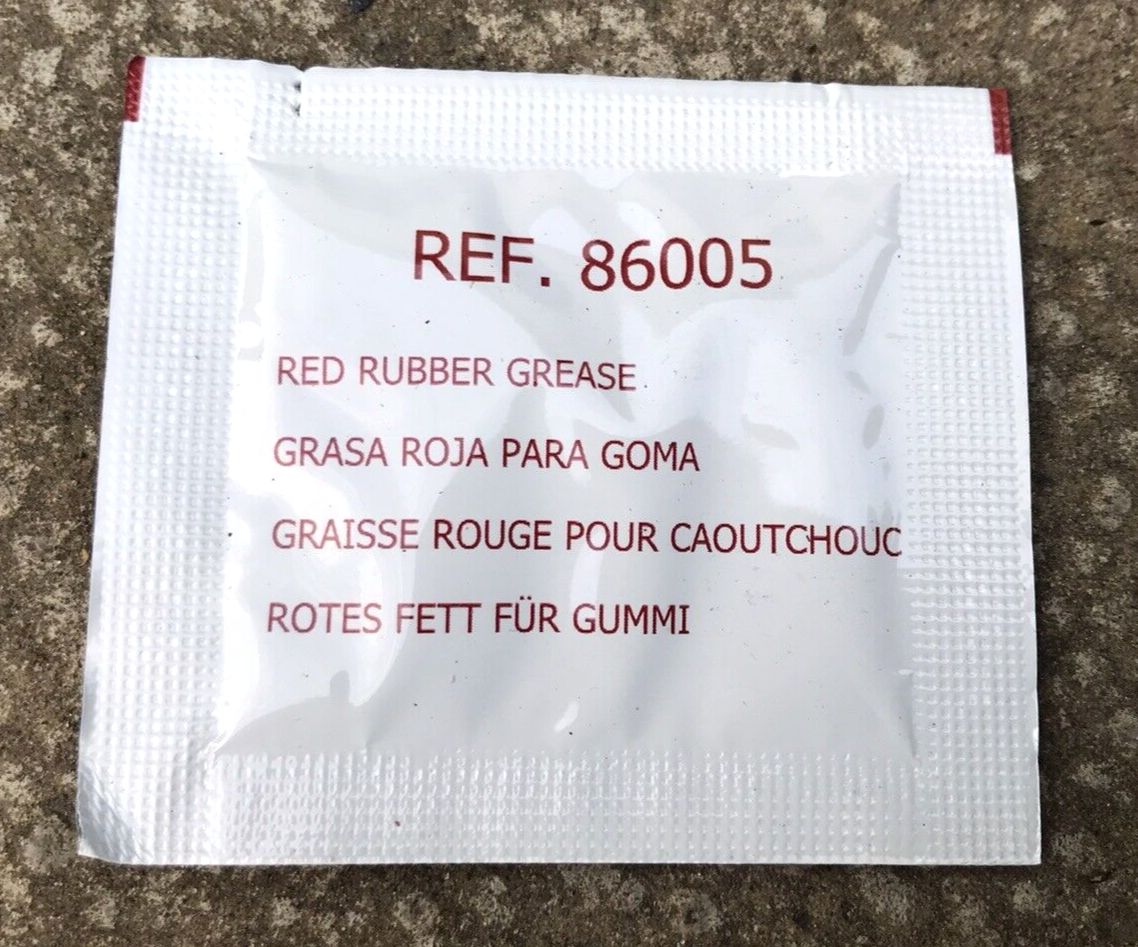 REF. 86005
RED RUBBER GREASE
GRASA ROJA PARA GOMA
GRAISSE ROUGE POUR CAOUTCHOUC
ROTES FETT FÜR GUMMI